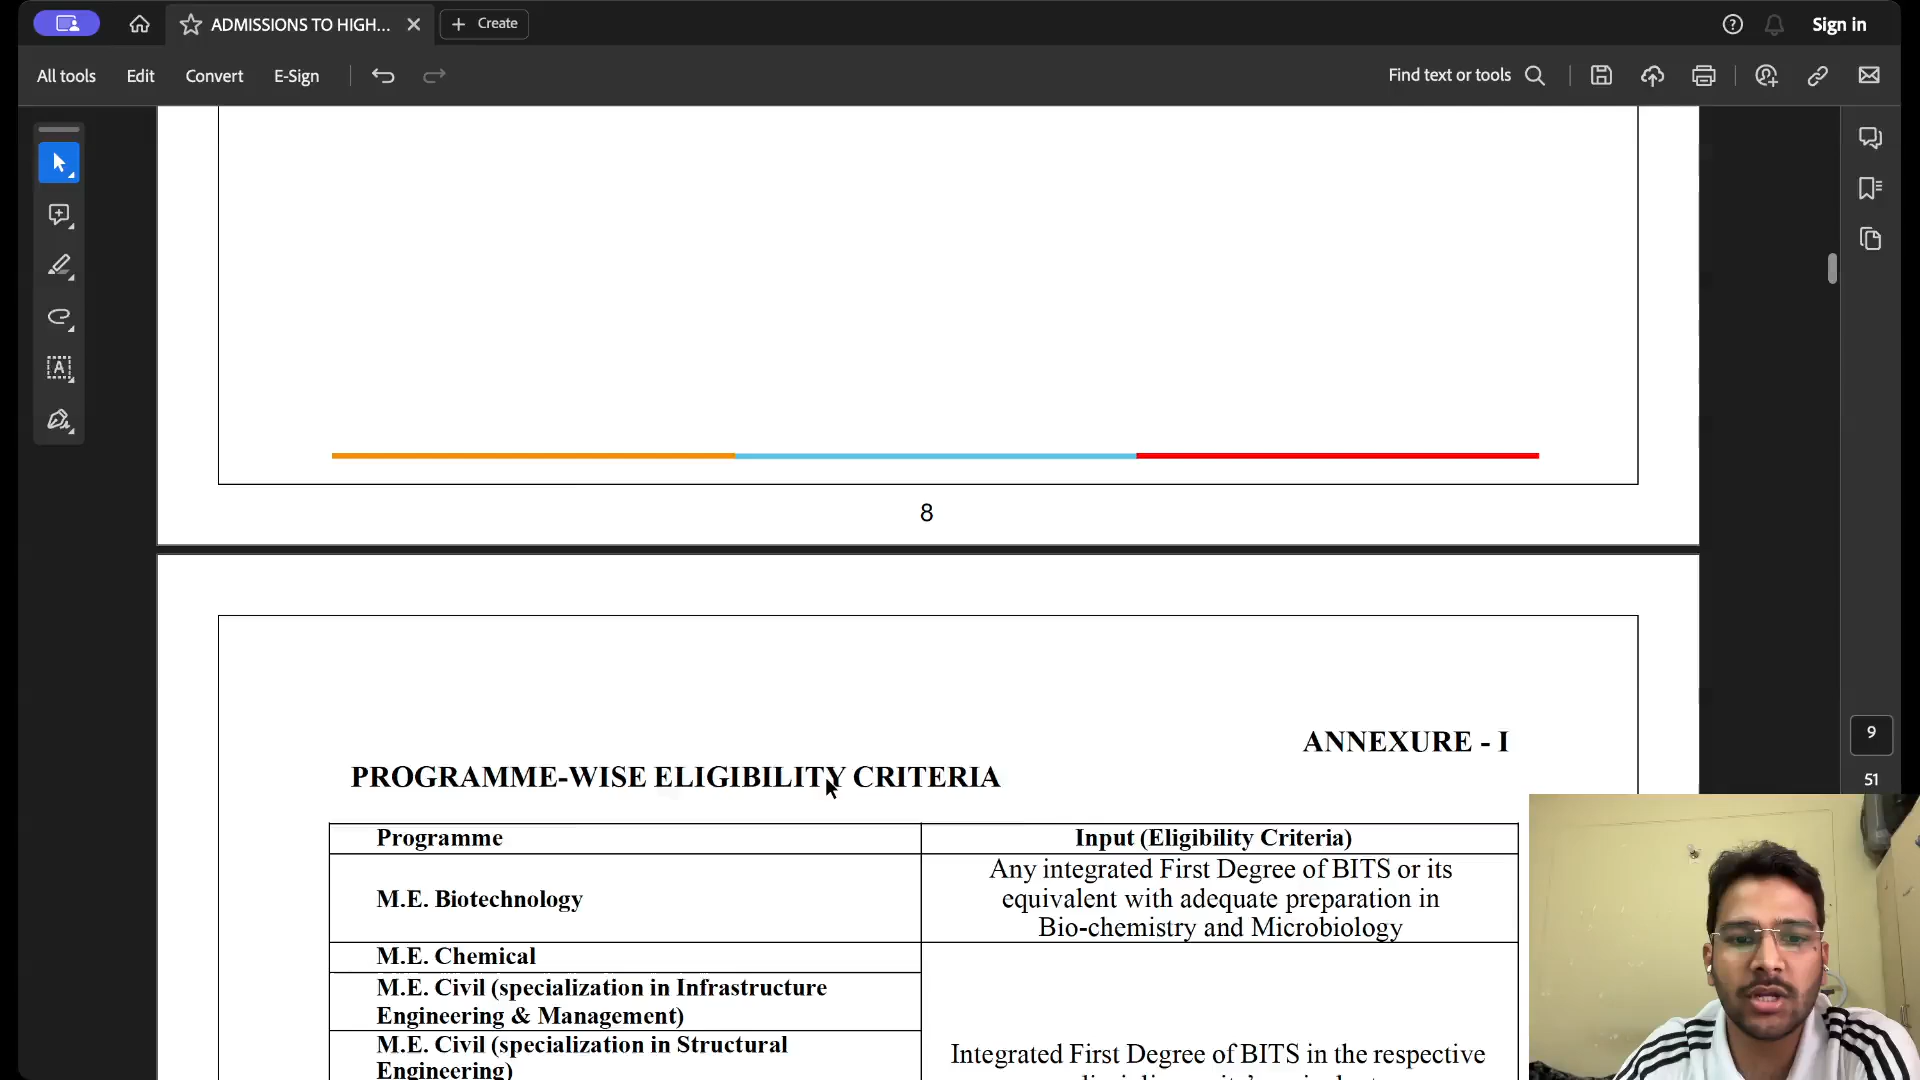 ADMISSIONS TO HIGH...
Create
Sign in
All tools
Edit
Convert
E-Sign
Find text or tools
8
ANNEXURE - I
PROGRAMME-WISE ELIGIBILITY CRITERIA
Programme
Input (Eligibility Criteria)
M.E. Biotechnology
Any integrated First Degree of BITS or its
equivalent with adequate preparation in
Bio-chemistry and Microbiology
M.E. Chemical
M.E. Civil (specialization in Infrastructure
Engineering & Management)
M.E. Civil (specialization in Structural
Engineering)
Integrated First Degree of BITS in the respective
9
51